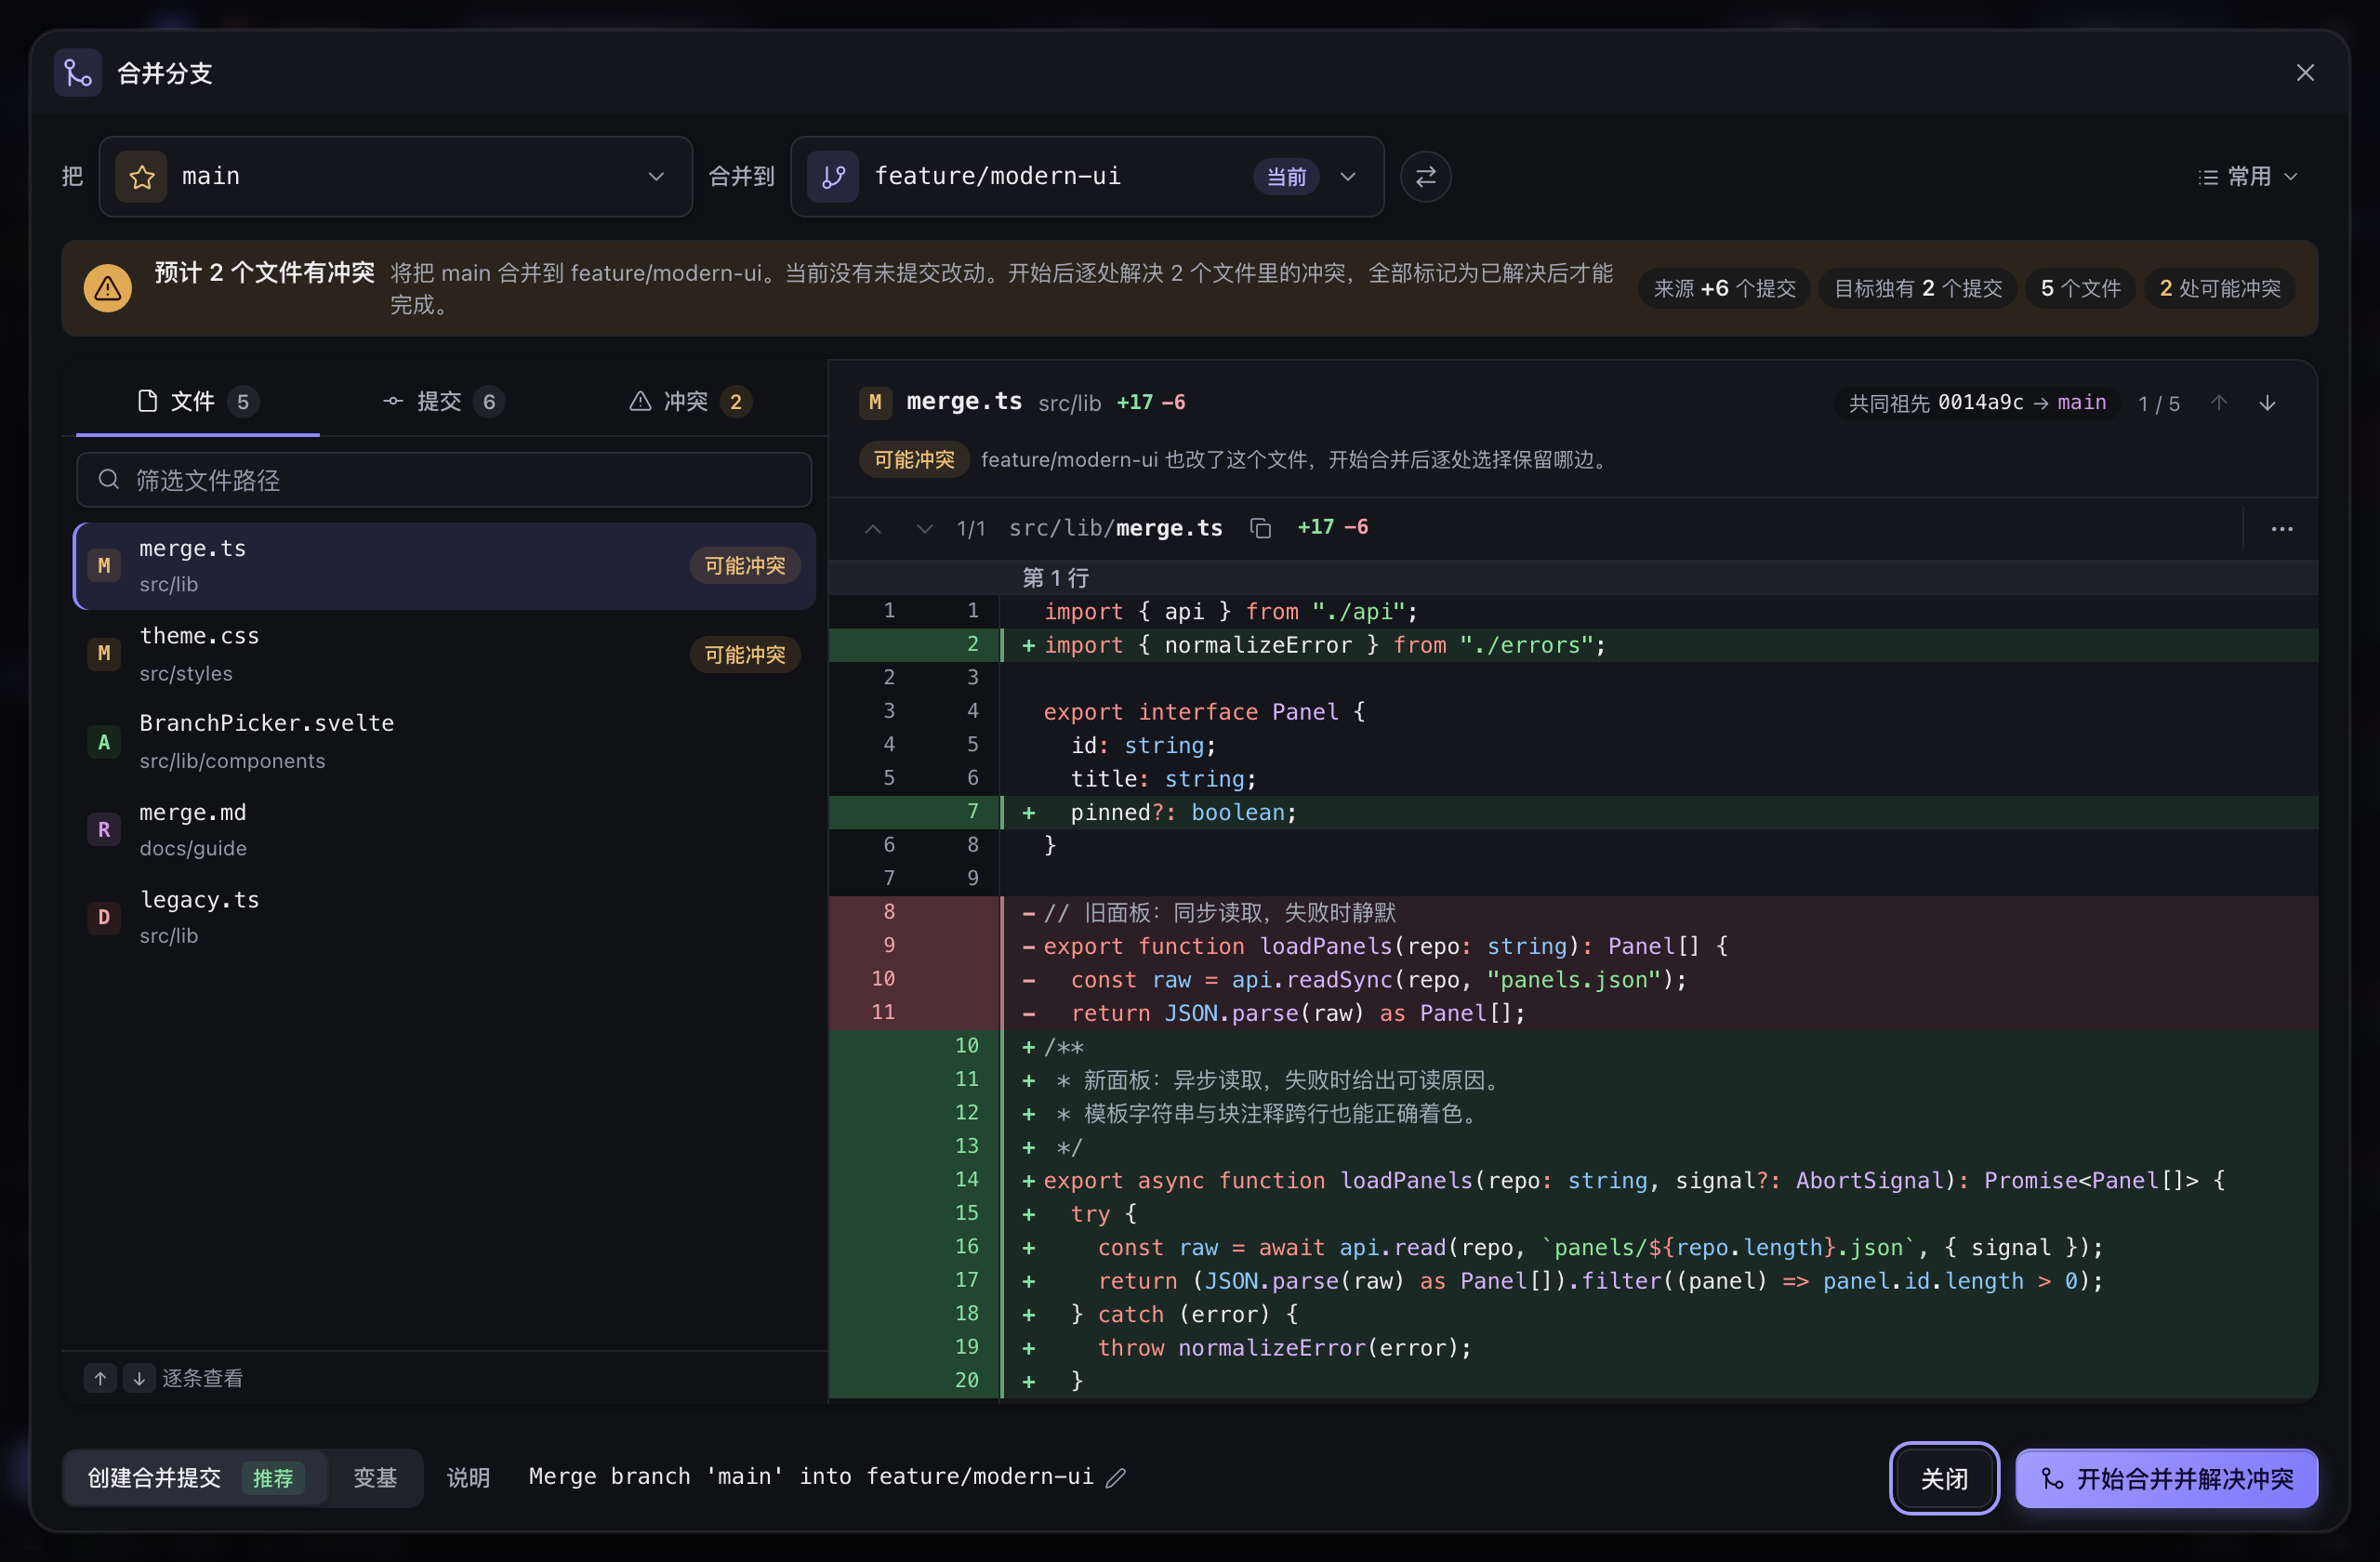 合并分支
把 main 合并到 feature/modern-ui 当前 常用
预计 2 个文件有冲突 将把 main 合并到 feature/modern-ui。当前没有未提交改动。开始后逐处解决 2 个文件里的冲突，全部标记为已解决后才能
完成。
来源 +6 个提交 目标独有 2 个提交 5 个文件 2 处可能冲突
文件 5 提交 6 冲突 2
筛选文件路径
M merge.ts 可能冲突
src/lib
M theme.css 可能冲突
src/styles
A BranchPicker.svelte
src/lib/components
R merge.md
docs/guide
D legacy.ts
src/lib
↑ ↓ 逐条查看
M merge.ts src/lib +17 −6 共同祖先 0014a9c → main 1 / 5 ↑ ↓
可能冲突 feature/modern-ui 也改了这个文件，开始合并后逐处选择保留哪边。
1/1 src/lib/merge.ts +17 −6 ···
第 1 行
1 1 import { api } from "./api";
2 + import { normalizeError } from "./errors";
2 3
3 4 export interface Panel {
4 5 id: string;
5 6 title: string;
7 + pinned?: boolean;
6 8 }
7 9
8 − // 旧面板：同步读取，失败时静默
9 − export function loadPanels(repo: string): Panel[] {
10 − const raw = api.readSync(repo, "panels.json");
11 − return JSON.parse(raw) as Panel[];
10 + /**
11 + * 新面板：异步读取，失败时给出可读原因。
12 + * 模板字符串与块注释跨行也能正确着色。
13 + */
14 + export async function loadPanels(repo: string, signal?: AbortSignal): Promise<Panel[]> {
15 + try {
16 + const raw = await api.read(repo, `panels/${repo.length}.json`, { signal });
17 + return (JSON.parse(raw) as Panel[]).filter((panel) => panel.id.length > 0);
18 + } catch (error) {
19 + throw normalizeError(error);
20 + }
创建合并提交 推荐 变基 说明 Merge branch 'main' into feature/modern-ui
关闭 开始合并并解决冲突